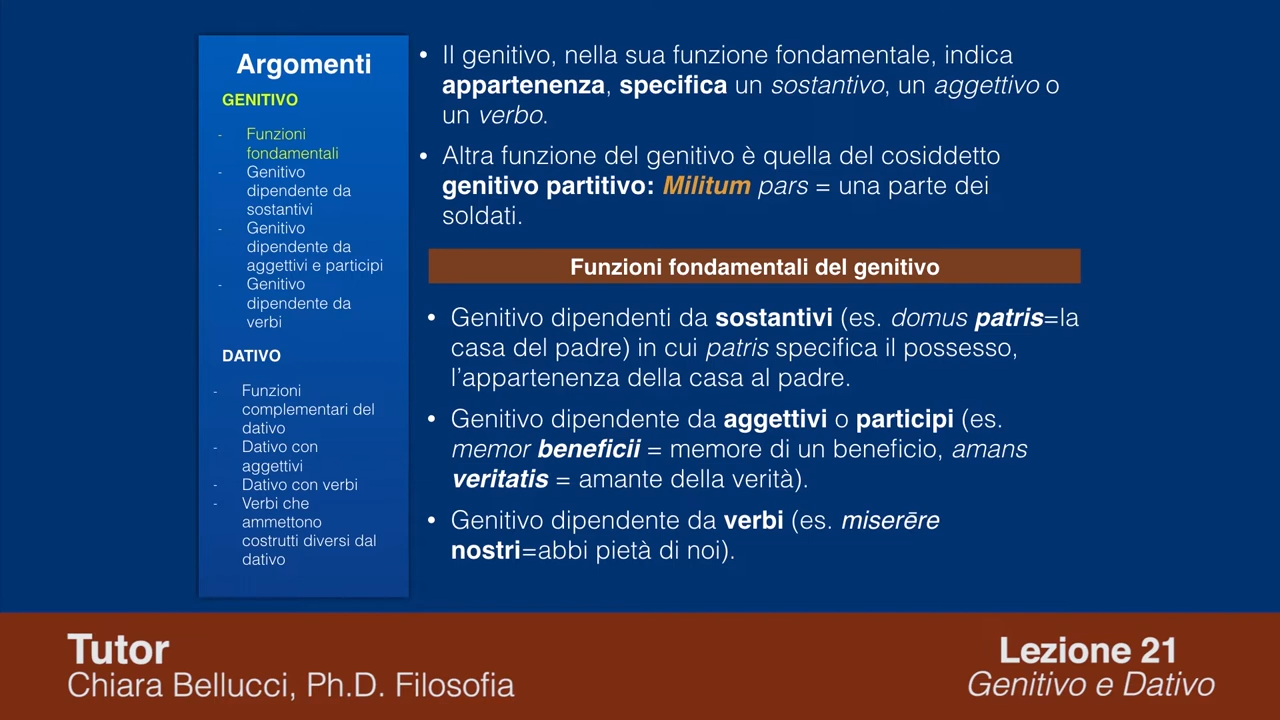 Argomenti
GENITIVO
- Funzioni
fondamentali
- Genitivo
dipendente da
sostantivi
- Genitivo
dipendente da
aggettivi e participi
- Genitivo
dipendente da
verbi
DATIVO
- Funzioni
complementari del
dativo
- Dativo con
aggettivi
- Dativo con verbi
- Verbi che
ammettono
costrutti diversi dal
dativo
• Il genitivo, nella sua funzione fondamentale, indica
appartenenza, specifica un sostantivo, un aggettivo o
un verbo.
• Altra funzione del genitivo è quella del cosiddetto
genitivo partitivo: Militum pars = una parte dei
soldati.
Funzioni fondamentali del genitivo
• Genitivo dipendenti da sostantivi (es. domus patris=la
casa del padre) in cui patris specifica il possesso,
l’appartenenza della casa al padre.
• Genitivo dipendente da aggettivi o participi (es.
memor beneficii = memore di un beneficio, amans
veritatis = amante della verità).
• Genitivo dipendente da verbi (es. miserēre
nostri=abbi pietà di noi).
Tutor
Chiara Bellucci, Ph.D. Filosofia
Lezione 21
Genitivo e Dativo